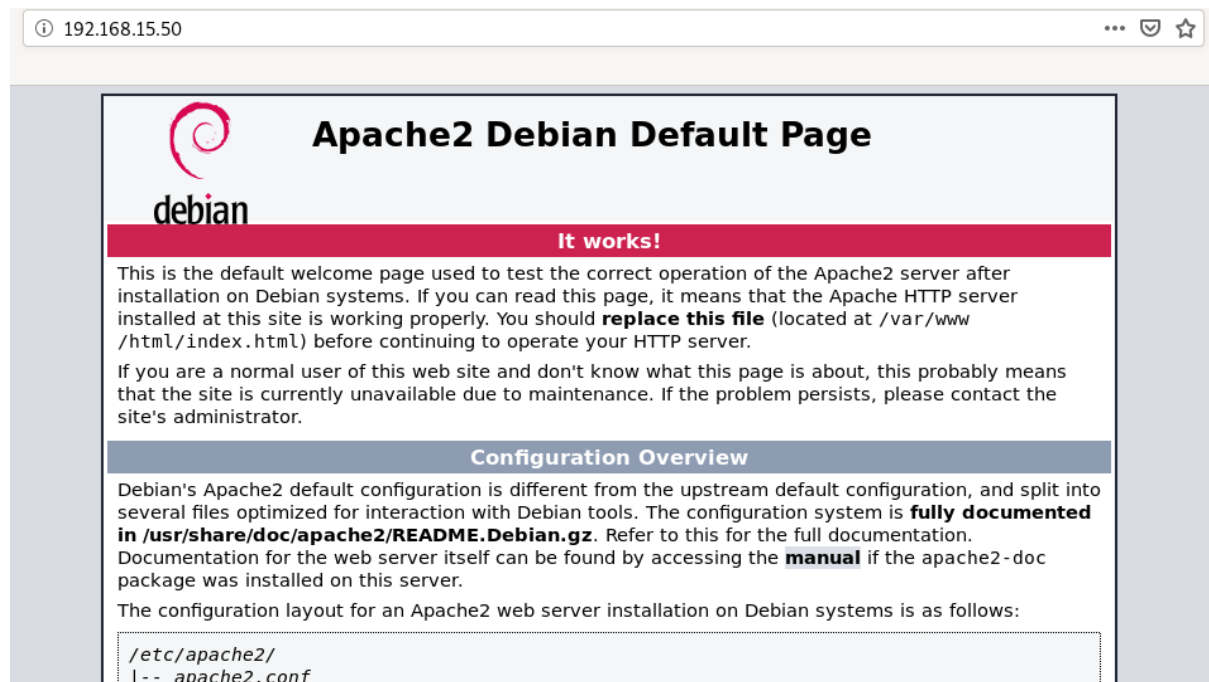 192.168.15.50
debian
Apache2 Debian Default Page
It works!
This is the default welcome page used to test the correct operation of the Apache2 server after
installation on Debian systems. If you can read this page, it means that the Apache HTTP server
installed at this site is working properly. You should replace this file (located at /var/www
/html/index.html) before continuing to operate your HTTP server.
If you are a normal user of this web site and don't know what this page is about, this probably means
that the site is currently unavailable due to maintenance. If the problem persists, please contact the
site's administrator.
Configuration Overview
Debian's Apache2 default configuration is different from the upstream default configuration, and split into
several files optimized for interaction with Debian tools. The configuration system is fully documented
in /usr/share/doc/apache2/README.Debian.gz. Refer to this for the full documentation.
Documentation for the web server itself can be found by accessing the manual if the apache2-doc
package was installed on this server.
The configuration layout for an Apache2 web server installation on Debian systems is as follows:
/etc/apache2/
|-- apache2.conf